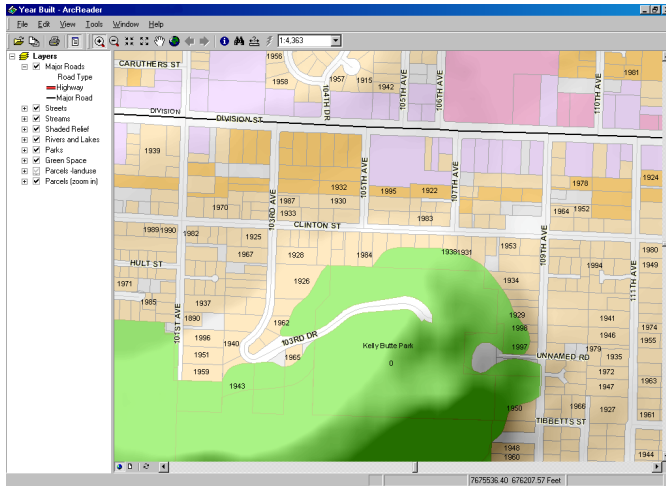 Year Built - ArcReader
File Edit View Tools Window Help
1:4,363
Layers
Major Roads
Road Type
Highway
Major Road
Streets
Streams
Shaded Relief
Rivers and Lakes
Parks
Green Space
Parcels -landuse
Parcels (zoom in)
CARUTHERS ST
1956
1958
104TH DR
1957 1915
1942
105TH AVE
106TH AVE
110TH AVE
1981
DIVISION
DIVISION ST
1939
1932
1995 1922
1978
1924
1970
103RD AVE
1987
1930
105TH AVE
107TH AVE
1933
1983
1964 1952
CLINTON ST
1989 1990 1982
1925
1967
1928
1984
1938 1931
1953
109TH AVE
1980
HULT ST
1926
1934
1994
1949
111TH AVE
1971
1985
1937
1890
1962
1929
1941
101ST AVE
103RD DR
1998
1974
1996
1940
1946
1955
Kelly Butte Park
1997
1979
1951
1965
UNNAMED RD
1935
0
1959
1972
1943
1947
1963
1950
1966 1927
1961
TIBBETTS ST
1948
1960
1944
7675536.40 676207.57 Feet